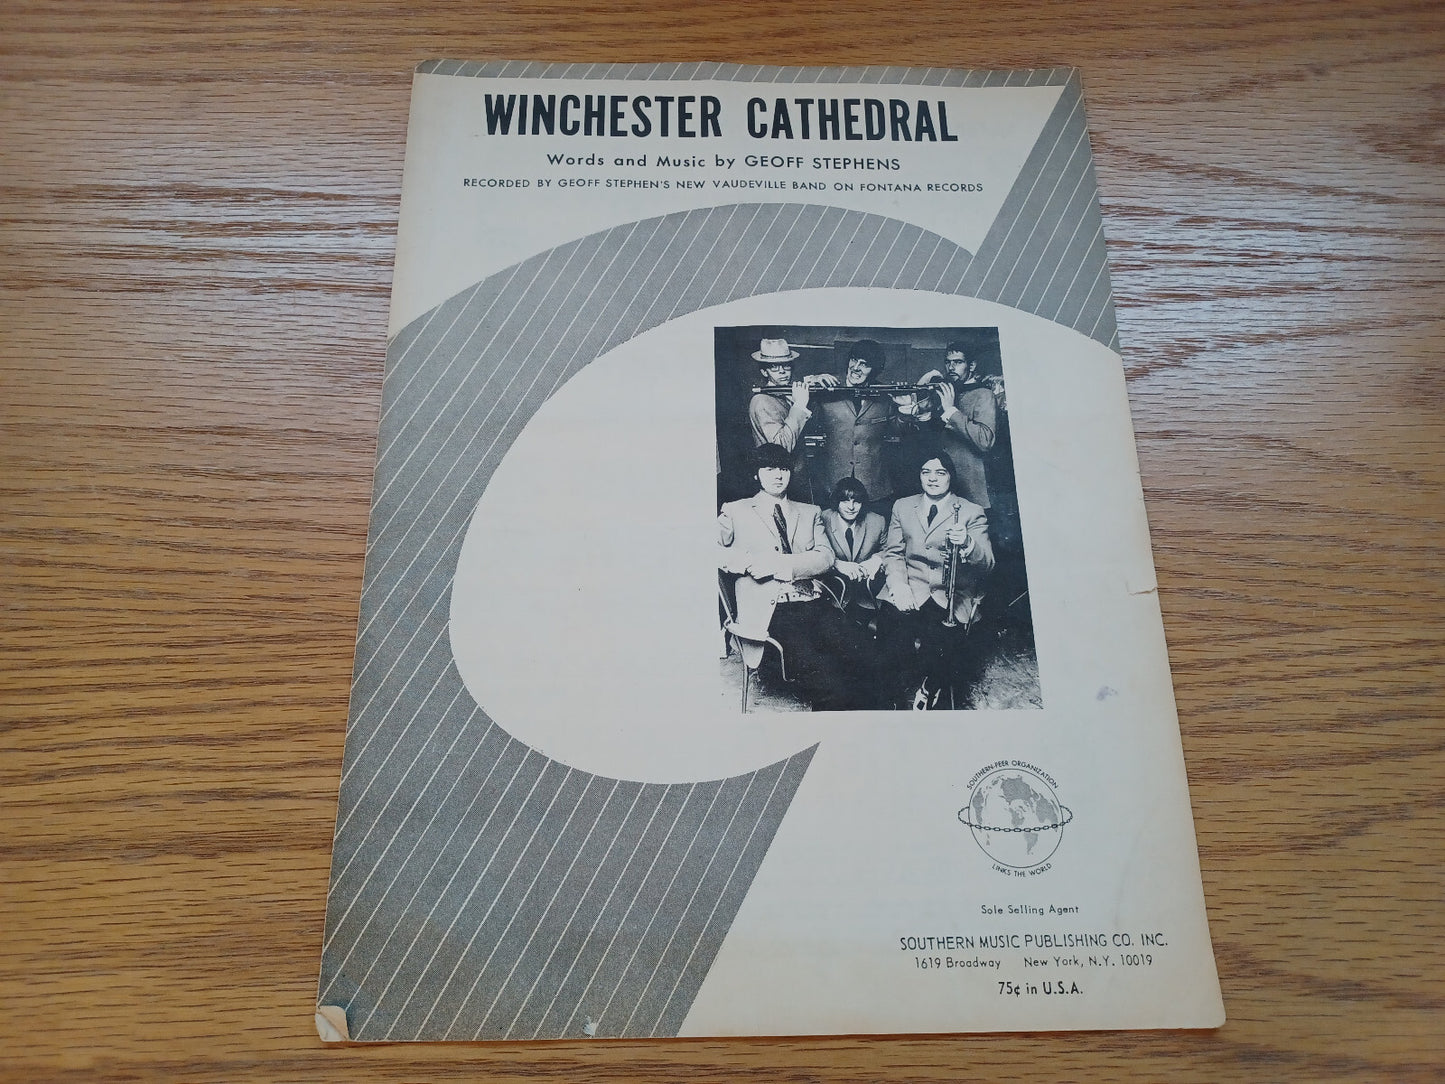 WINCHESTER CATHEDRAL
Words and Music by GEOFF STEPHENS
RECORDED BY GEOFF STEPHEN'S NEW VAUDEVILLE BAND ON FONTANA RECORDS
SOUTHERN-PEER ORGANIZATION
LINKS THE WORLD
Sole Selling Agent
SOUTHERN MUSIC PUBLISHING CO. INC.
1619 Broadway New York, N.Y. 10019
75¢ in U.S.A.